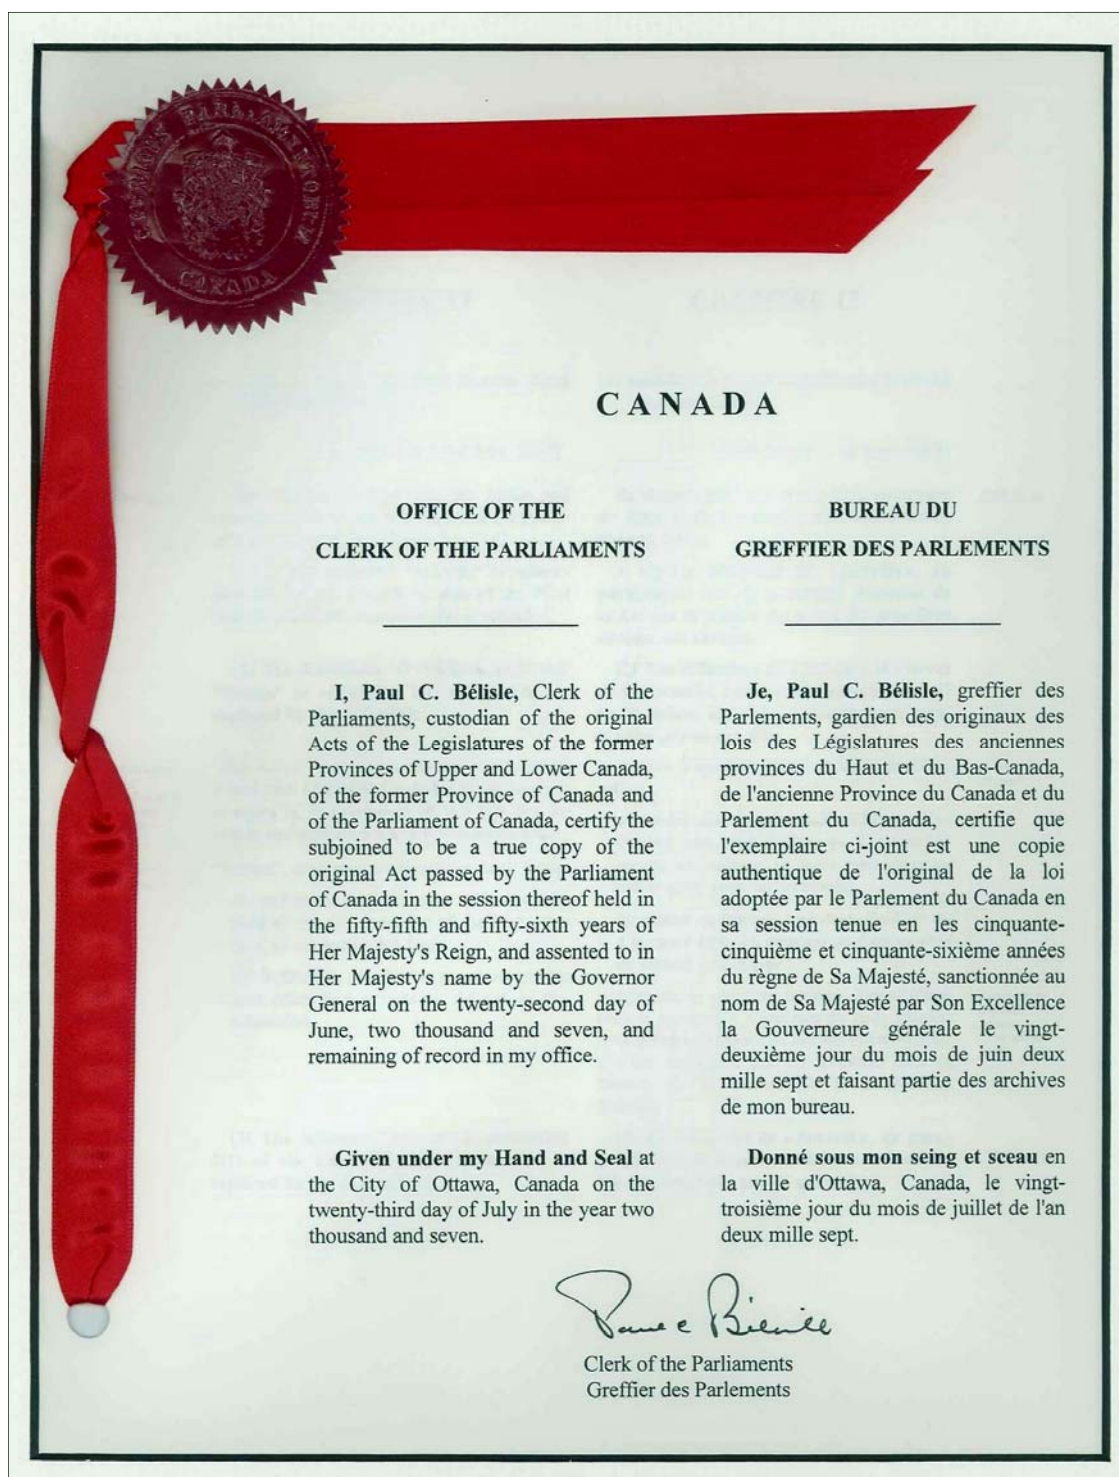 CANADA
CANADA
OFFICE OF THE
CLERK OF THE PARLIAMENTS
I, Paul C. Bélisle, Clerk of the
Parliaments, custodian of the original
Acts of the Legislatures of the former
Provinces of Upper and Lower Canada,
of the former Province of Canada and
of the Parliament of Canada, certify the
subjoined to be a true copy of the
original Act passed by the Parliament
of Canada in the session thereof held in
the fifty-fifth and fifty-sixth years of
Her Majesty's Reign, and assented to in
Her Majesty's name by the Governor
General on the twenty-second day of
June, two thousand and seven, and
remaining of record in my office.
Given under my Hand and Seal at
the City of Ottawa, Canada on the
twenty-third day of July in the year two
thousand and seven.
BUREAU DU
GREFFIER DES PARLEMENTS
Je, Paul C. Bélisle, greffier des
Parlements, gardien des originaux des
lois des Législatures des anciennes
provinces du Haut et du Bas-Canada,
de l'ancienne Province du Canada et du
Parlement du Canada, certifie que
l'exemplaire ci-joint est une copie
authentique de l'original de la loi
adoptée par le Parlement du Canada en
sa session tenue en les cinquante-
cinquième et cinquante-sixième années
du règne de Sa Majesté, sanctionnée au
nom de Sa Majesté par Son Excellence
la Gouverneure générale le vingt-
deuxième jour du mois de juin deux
mille sept et faisant partie des archives
de mon bureau.
Donné sous mon seing et sceau en
la ville d'Ottawa, Canada, le vingt-
troisième jour du mois de juillet de l'an
deux mille sept.
Paul C Bélisle
Clerk of the Parliaments
Greffier des Parlements